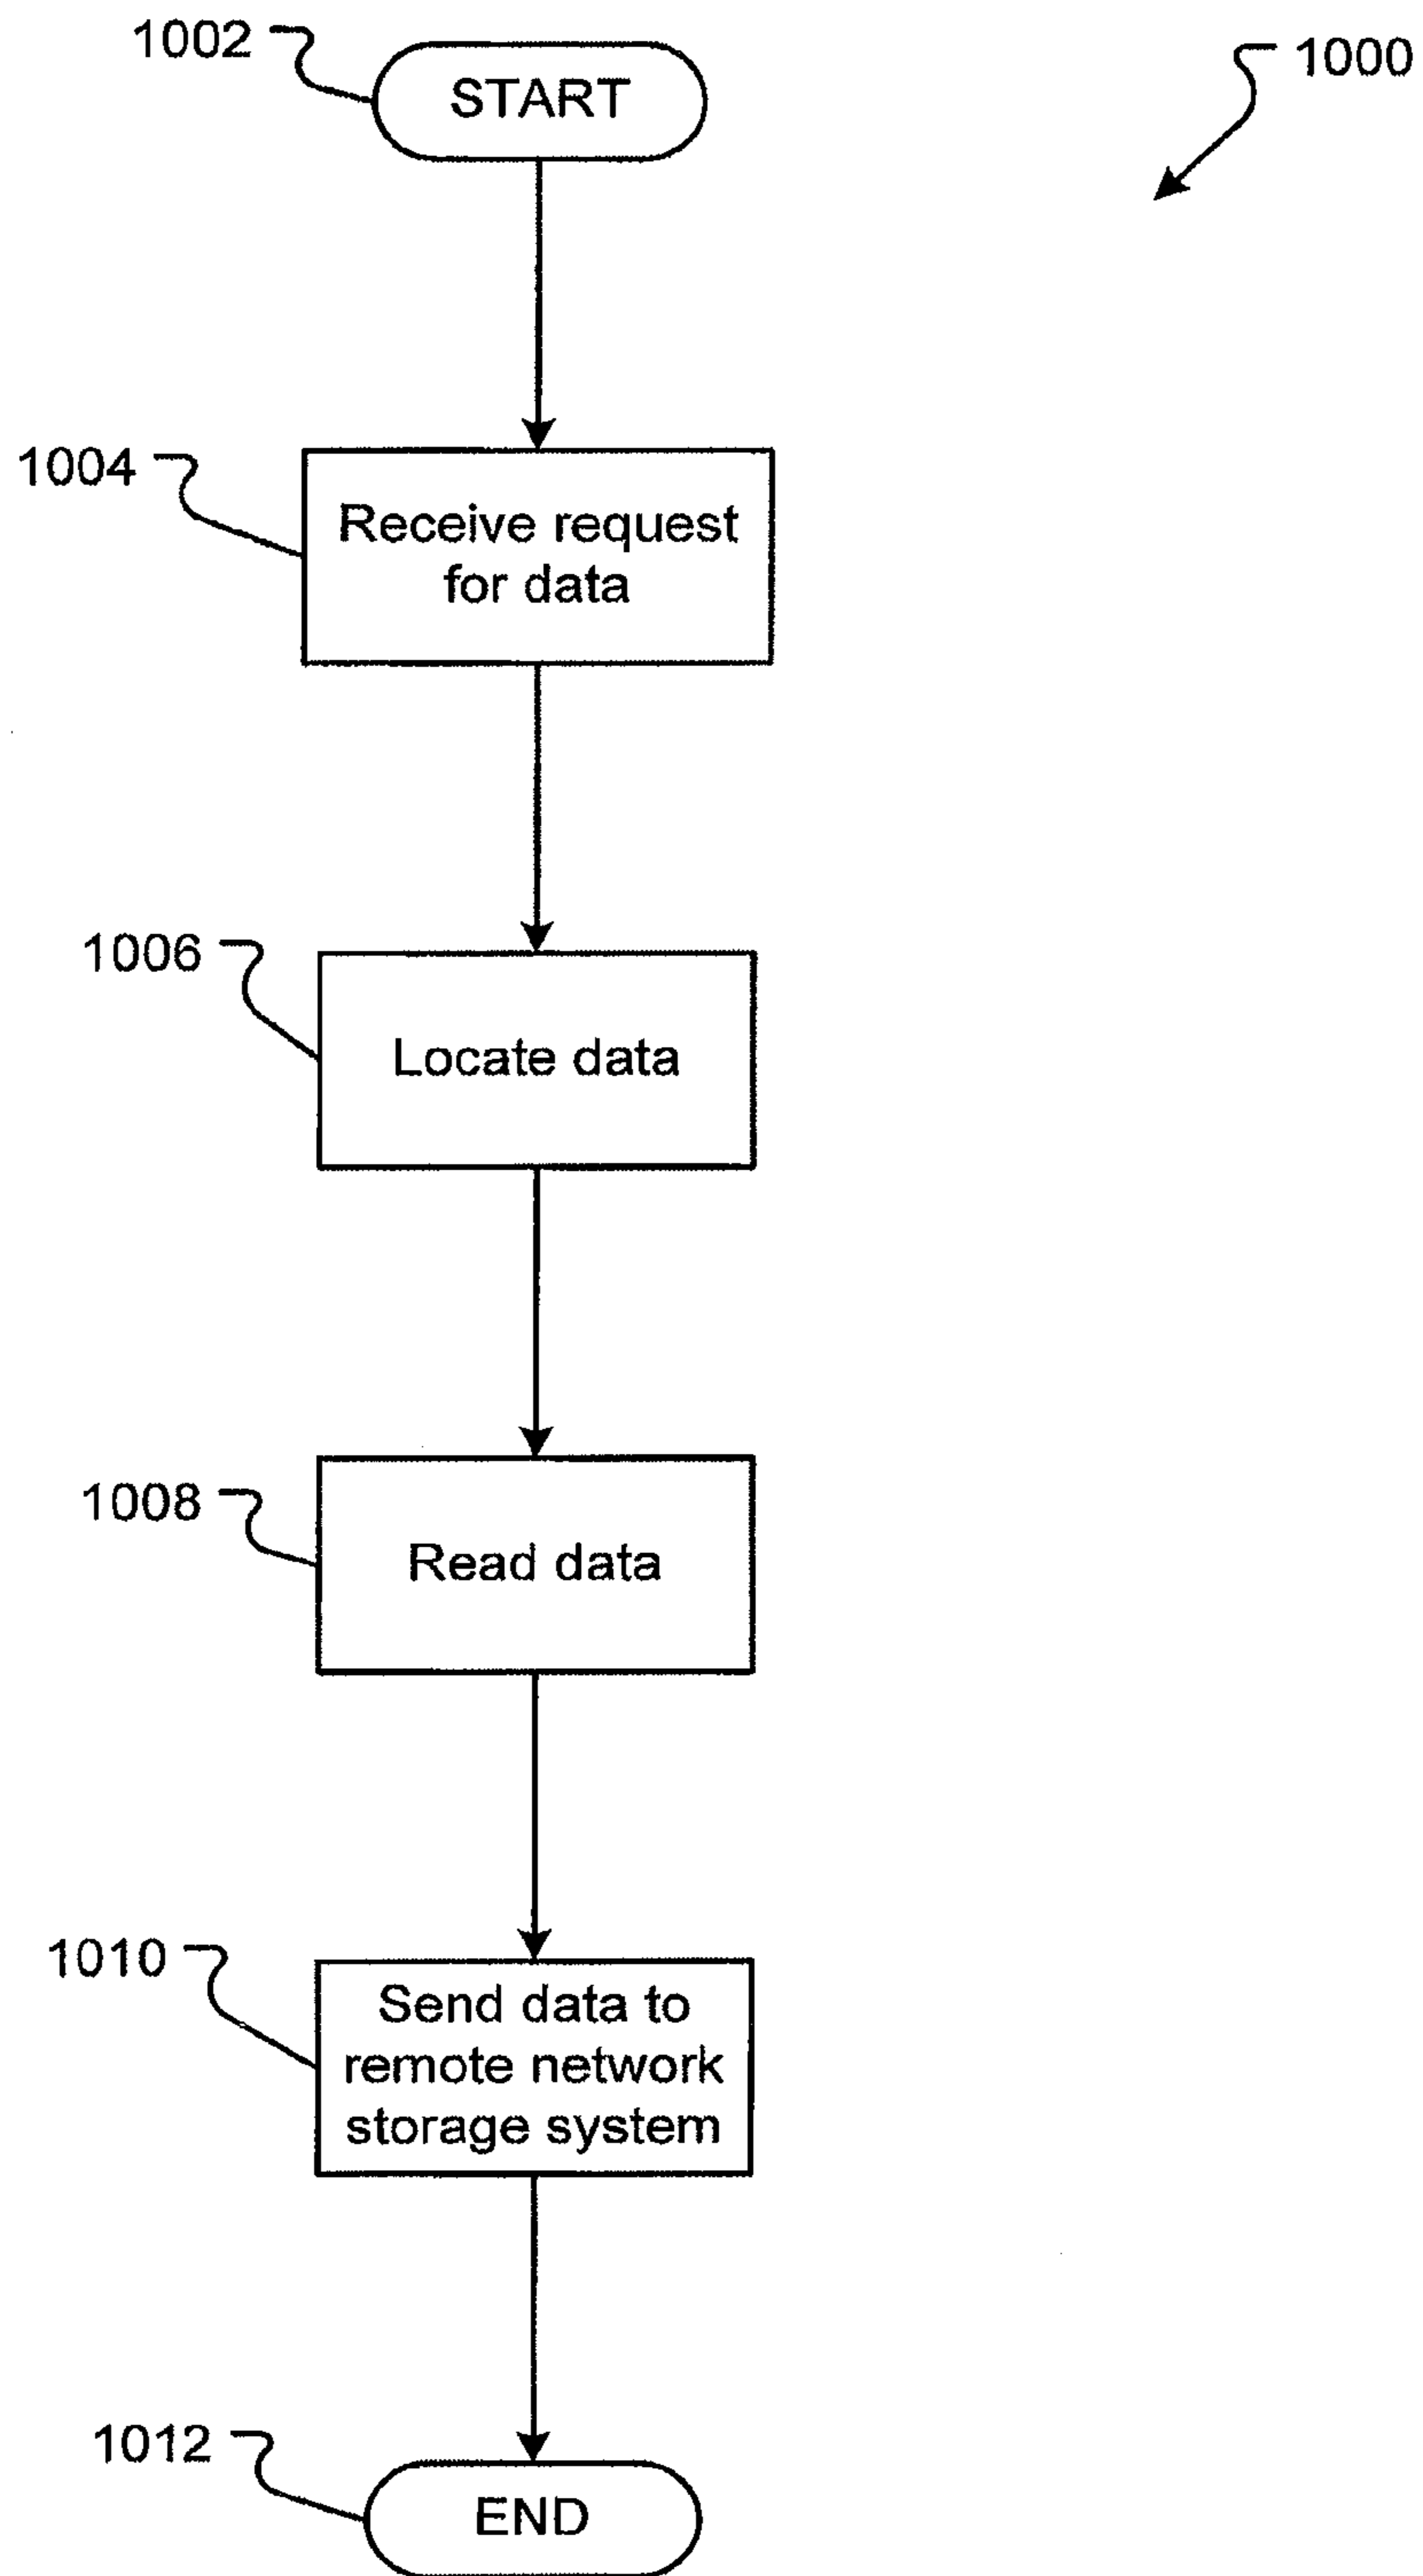 1002
START
1000
1004
Receive request
for data
1006
Locate data
1008
Read data
1010
Send data to
remote network
storage system
1012
END